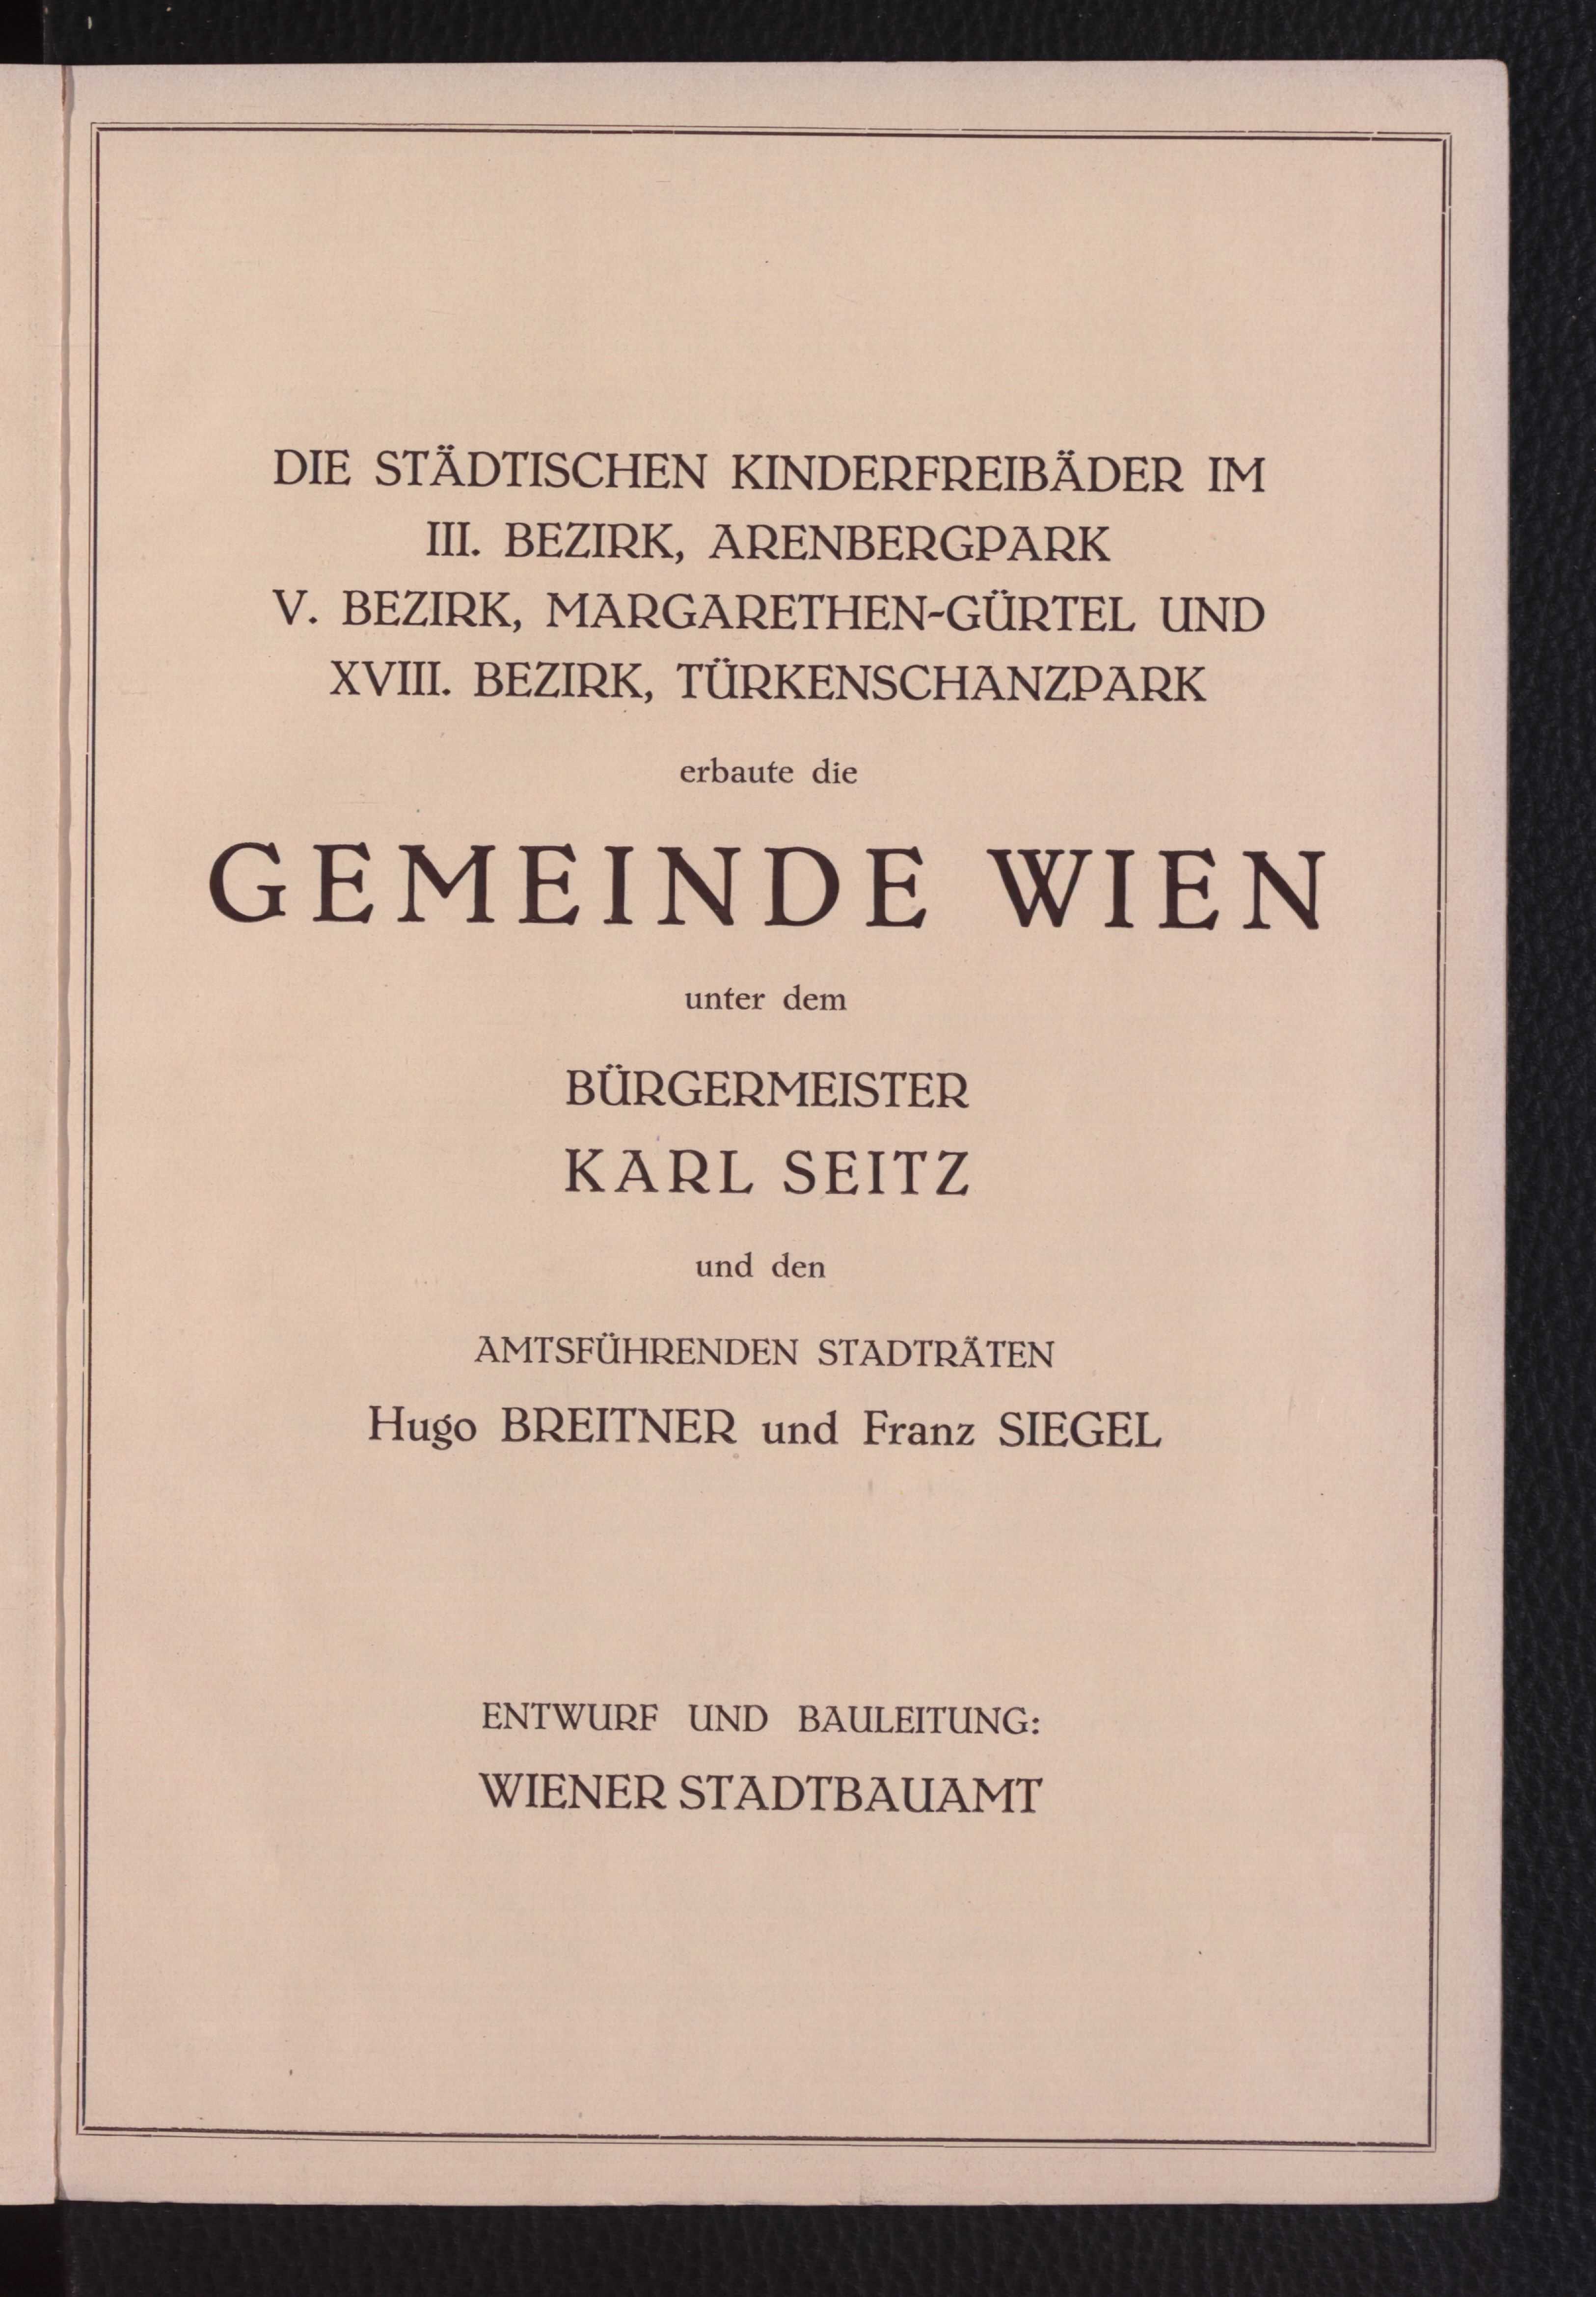 DIE STÄDTISCHEN KINDERFREIBÄDER IM
III. BEZIRK, ARENBERGPARK
V. BEZIRK, MARGARETHEN-GÜRTEL UND
XVIII. BEZIRK, TÜRKENSCHANZPARK
erbaute die
GEMEINDE WIEN
unter dem
BÜRGERMEISTER
KARL SEITZ
und den
AMTSFÜHRENDEN STADTRÄTEN
Hugo BREITNER und Franz SIEGEL
ENTWURF UND BAULEITUNG:
WIENER STADTBAUAMT